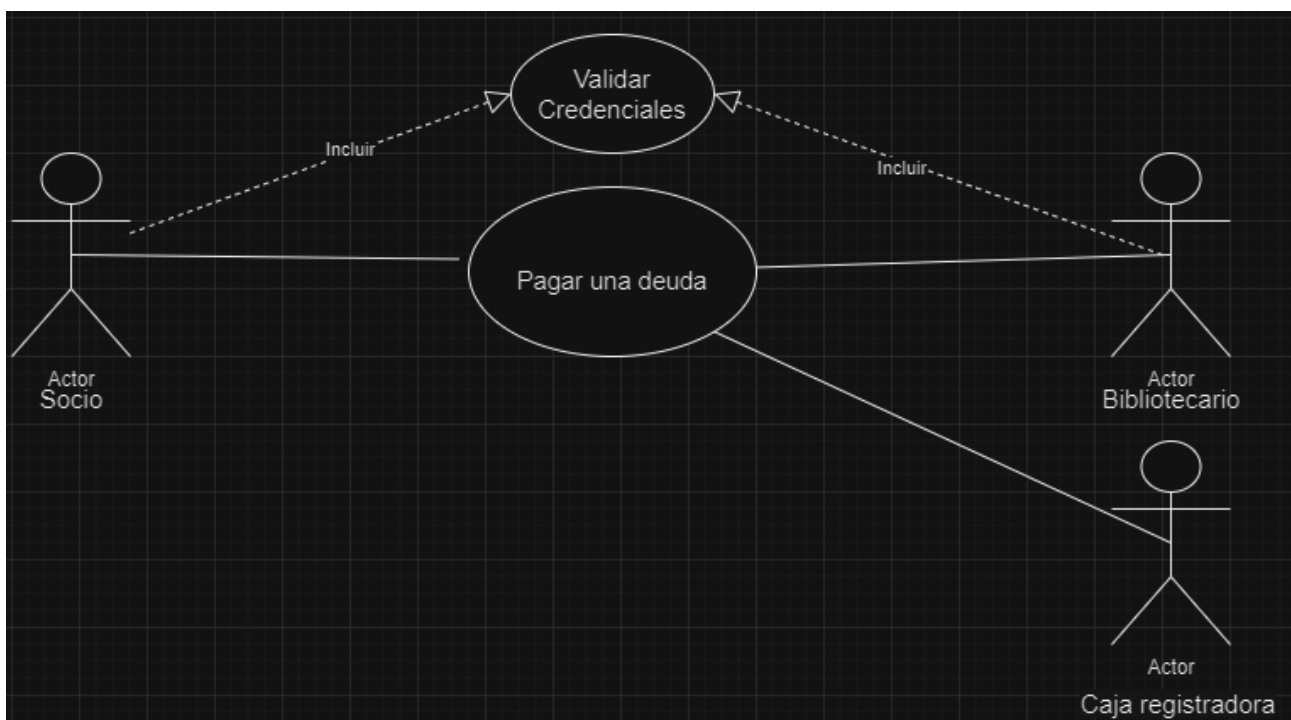 Validar
Credenciales
Incluir
Incluir
Pagar una deuda
Actor
Socio
Actor
Bibliotecario
Actor
Caja registradora